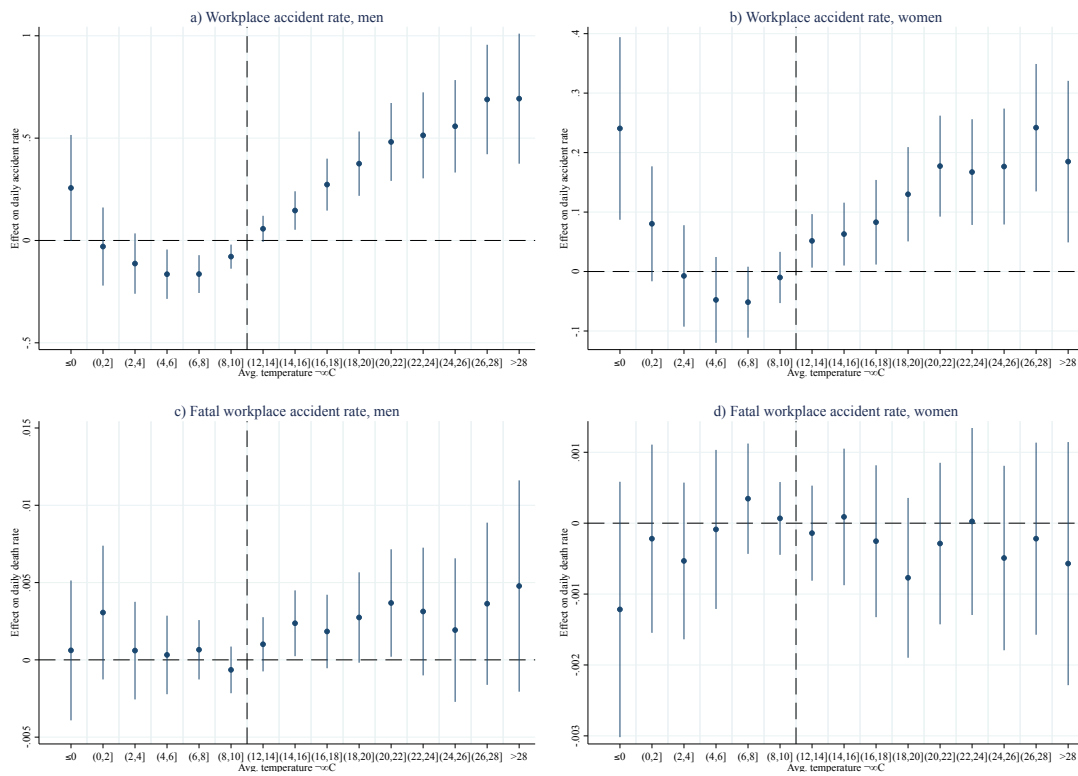 a) Workplace accident rate, men
Effect on daily accident rate
1
.5
0
-.5
≤0 (0,2] (2,4] (4,6] (6,8] (8,10] (12,14] (14,16] (16,18] (18,20] (20,22] (22,24] (24,26] (26,28] >28
Avg. temperature ¬∞C
b) Workplace accident rate, women
Effect on daily accident rate
.4
.3
.2
.1
0
-.1
≤0 (0,2] (2,4] (4,6] (6,8] (8,10] (12,14] (14,16] (16,18] (18,20] (20,22] (22,24] (24,26] (26,28] >28
Avg. temperature ¬∞C
c) Fatal workplace accident rate, men
Effect on daily death rate
.015
.01
.005
0
-.005
≤0 (0,2] (2,4] (4,6] (6,8] (8,10] (12,14] (14,16] (16,18] (18,20] (20,22] (22,24] (24,26] (26,28] >28
Avg. temperature ¬∞C
d) Fatal workplace accident rate, women
Effect on daily death rate
.001
0
-.001
-.002
-.003
≤0 (0,2] (2,4] (4,6] (6,8] (8,10] (12,14] (14,16] (16,18] (18,20] (20,22] (22,24] (24,26] (26,28] >28
Avg. temperature ¬∞C